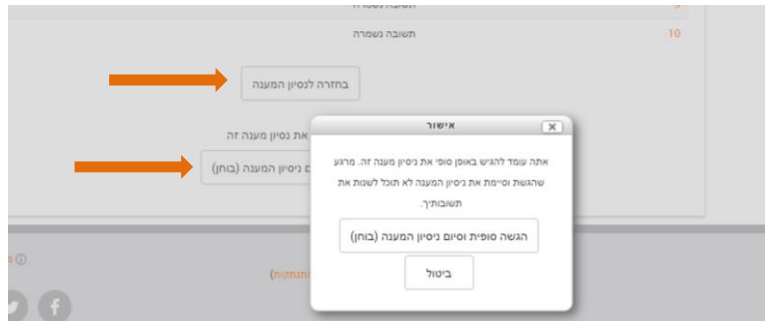 תשובה נשמרה
9
תשובה נשמרה
10
בחזרה לנסיון המענה
את נסיון מענה זה
ניסיון המענה (בוחן)
אישור
אתה עומד להגיש באופן סופי את ניסיון מענה זה. מרגע
שהגשת וסיימת את ניסיון המענה לא תוכל לשנות את
תשובותיך.
הגשה סופית וסיום ניסיון המענה (בוחן)
ביטול